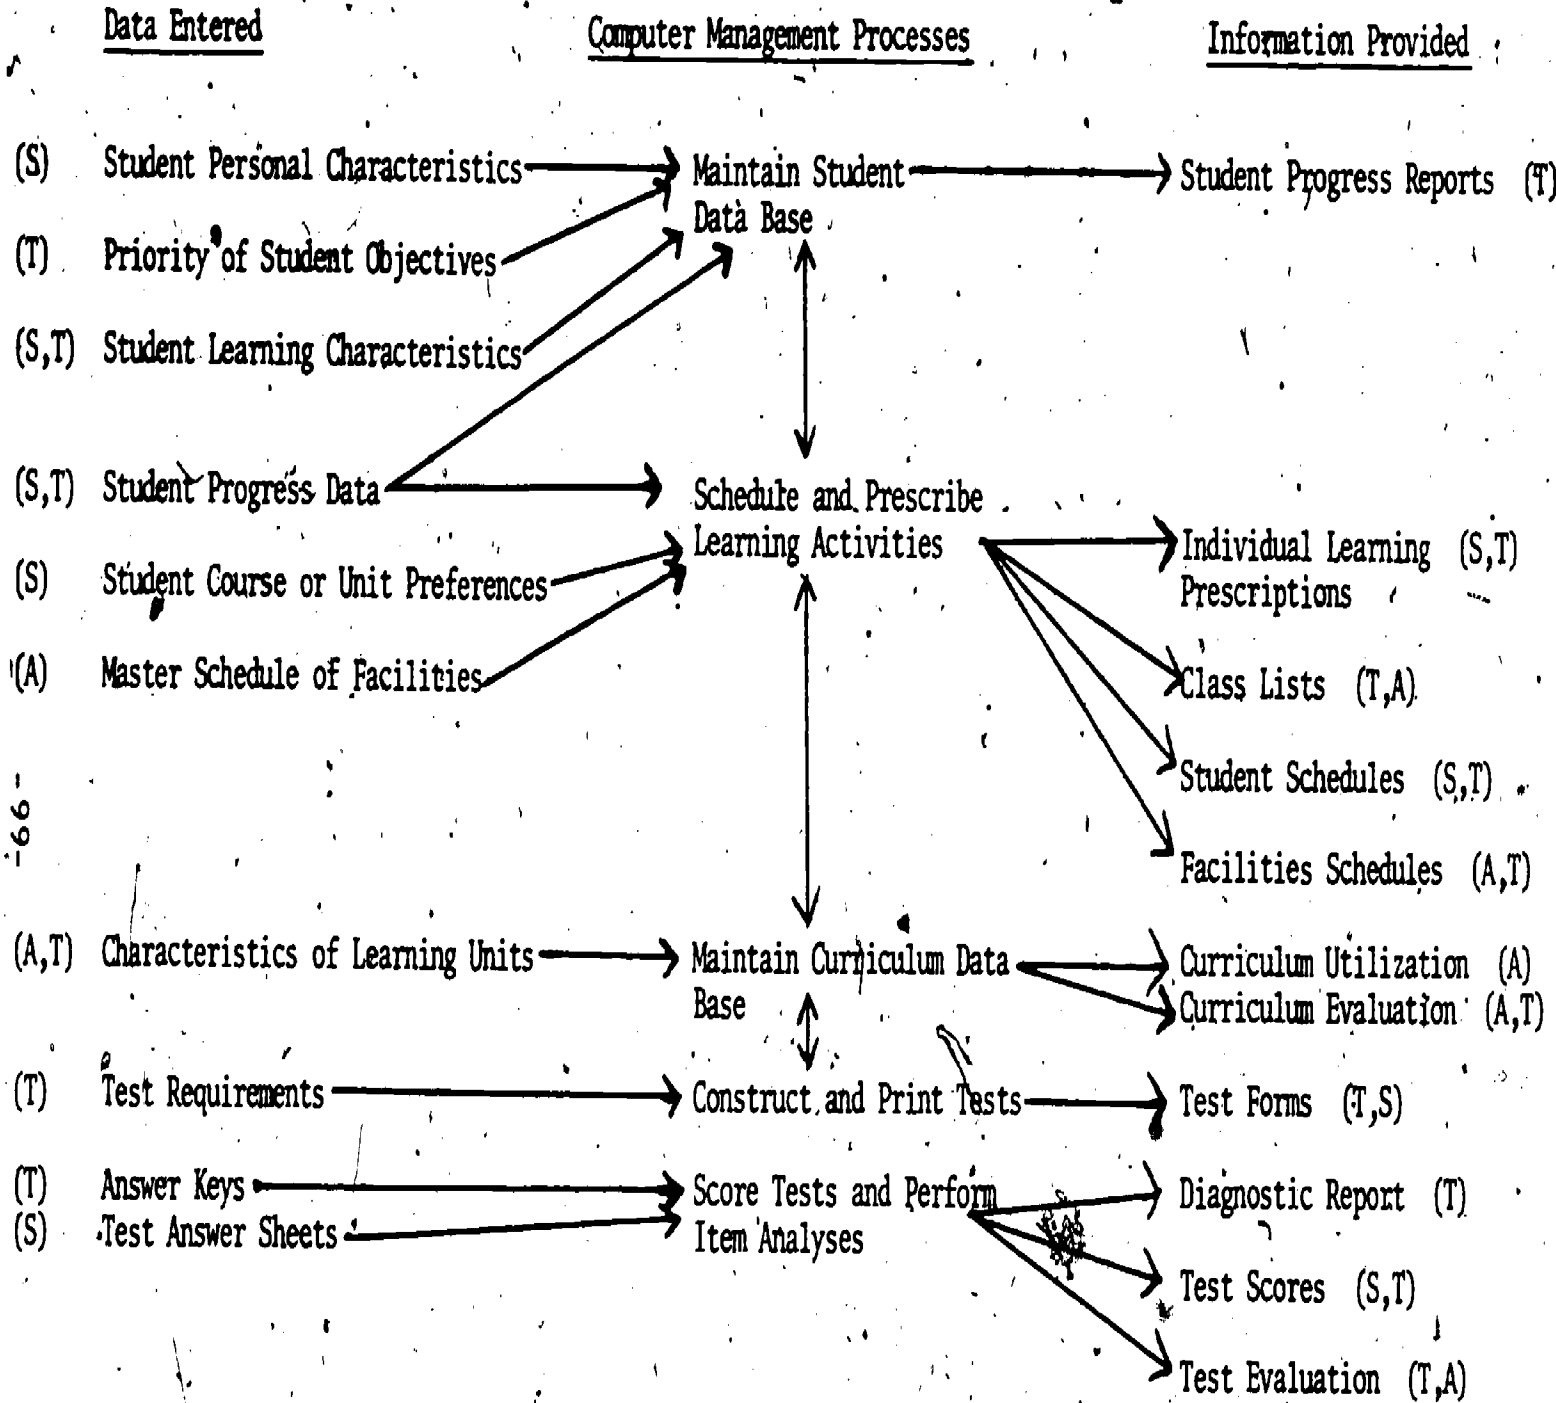 Data Entered Computer Management Processes Information Provided
(S) Student Personal Characteristics Maintain Student Student Progress Reports (T)
Data Base
(T) Priority of Student Objectives
(S,T) Student Learning Characteristics
(S,T) Student Progress Data Schedule and Prescribe
Learning Activities Individual Learning (S,T)
Prescriptions
(S) Student Course or Unit Preferences
(A) Master Schedule of Facilities Class Lists (T,A)
Student Schedules (S,T)
-99-
Facilities Schedules (A,T)
(A,T) Characteristics of Learning Units Maintain Curriculum Data Curriculum Utilization (A)
Base Curriculum Evaluation (A,T)
(T) Test Requirements Construct and Print Tests Test Forms (T,S)
(T) Answer Keys Score Tests and Perform Diagnostic Report (T)
(S) Test Answer Sheets Item Analyses
Test Scores (S,T)
Test Evaluation (T,A)